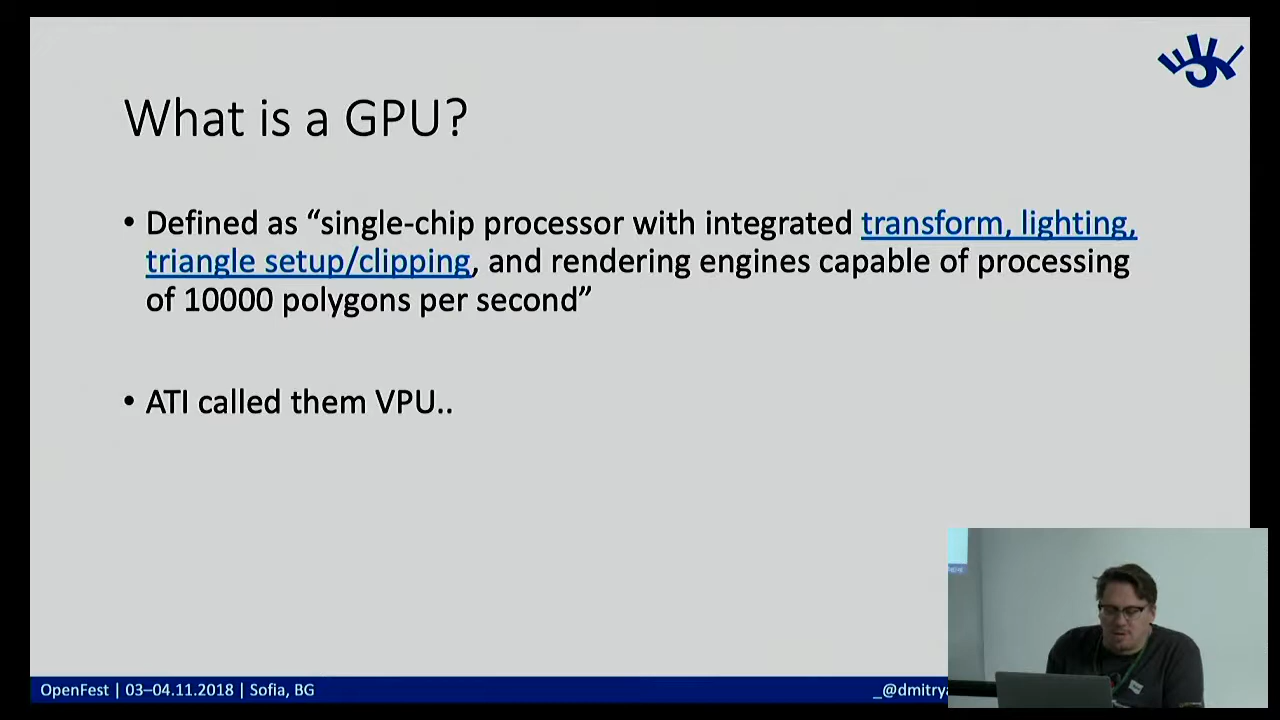 What is a GPU?
• Defined as “single-chip processor with integrated transform, lighting,
triangle setup/clipping, and rendering engines capable of processing
of 10000 polygons per second”
• ATI called them VPU..
OpenFest | 03–04.11.2018 | Sofia, BG